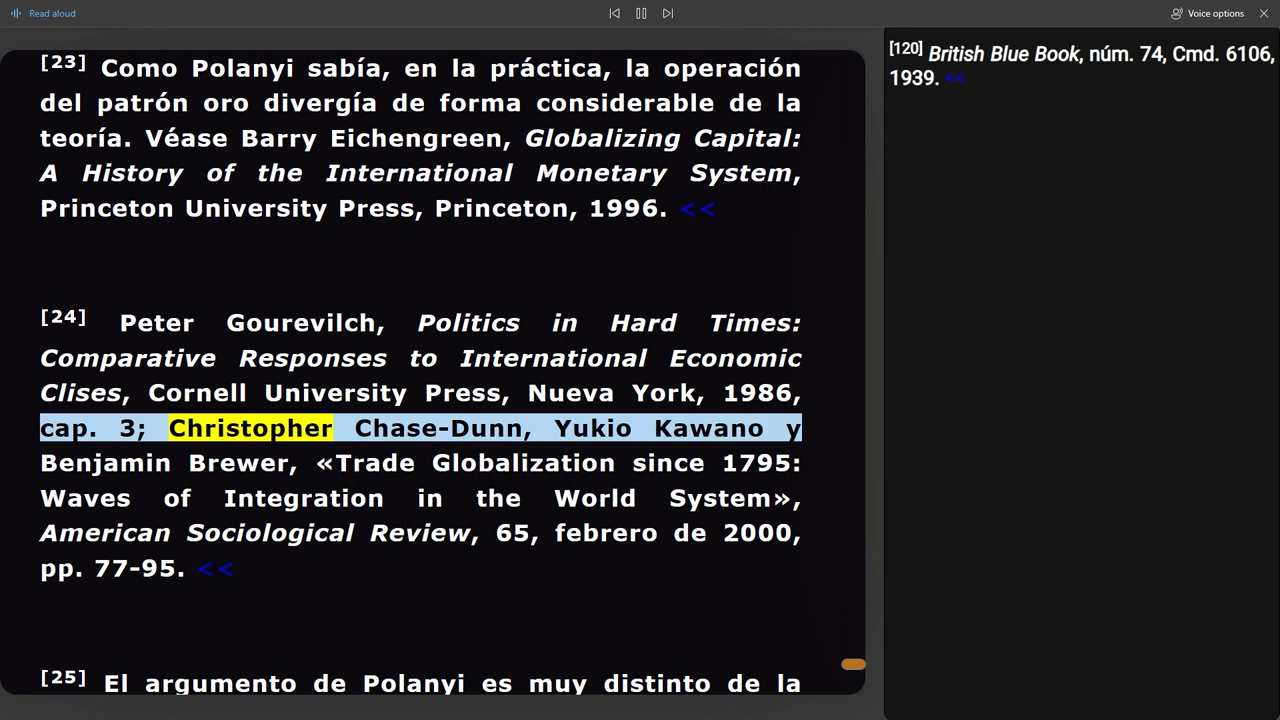 Read aloud
Voice options
[23] Como Polanyi sabía, en la práctica, la operación
del patrón oro divergía de forma considerable de la
teoría. Véase Barry Eichengreen, Globalizing Capital:
A History of the International Monetary System,
Princeton University Press, Princeton, 1996. <<
[24] Peter Gourevilch, Politics in Hard Times:
Comparative Responses to International Economic
Clises, Cornell University Press, Nueva York, 1986,
cap. 3; Christopher Chase-Dunn, Yukio Kawano y
Benjamin Brewer, «Trade Globalization since 1795:
Waves of Integration in the World System»,
American Sociological Review, 65, febrero de 2000,
pp. 77-95. <<
[25] El argumento de Polanyi es muy distinto de la
[120] British Blue Book, núm. 74, Cmd. 6106,
1939. <<